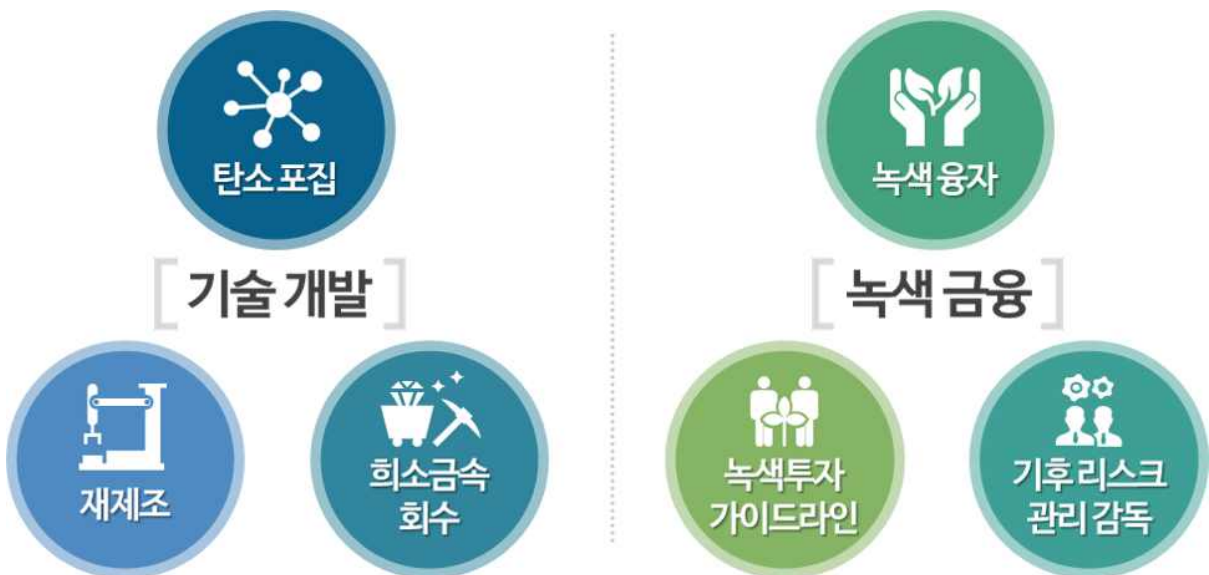 탄소 포집
[ 기술 개발 ]
재제조
희소금속
회수
녹색 융자
[ 녹색 금융 ]
녹색투자
가이드라인
기후 리스크
관리 감독